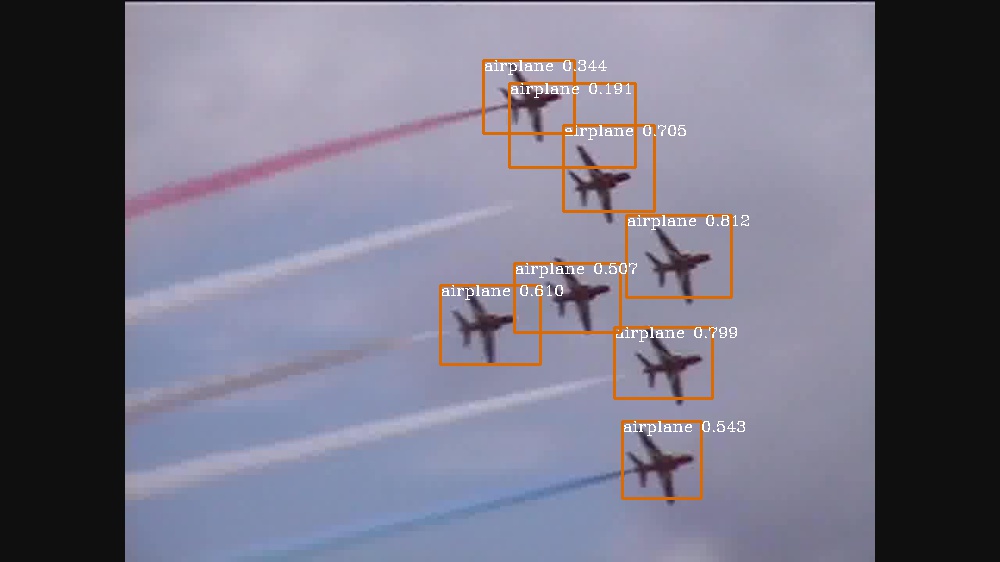 airplane 0.344
airplane 0.191
airplane 0.705
airplane 0.812
airplane 0.507
airplane 0.610
airplane 0.799
airplane 0.543